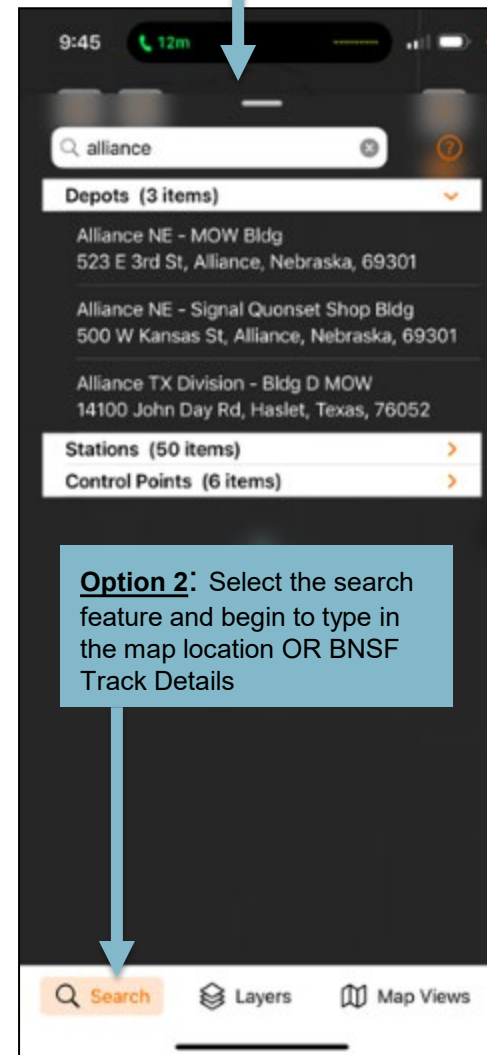 9:45 12m
alliance
Depots (3 items)
Alliance NE - MOW Bldg
523 E 3rd St, Alliance, Nebraska, 69301
Alliance NE - Signal Quonset Shop Bldg
500 W Kansas St, Alliance, Nebraska, 69301
Alliance TX Division - Bldg D MOW
14100 John Day Rd, Haslet, Texas, 76052
Stations (50 items)
Control Points (6 items)
Option 2: Select the search
feature and begin to type in
the map location OR BNSF
Track Details
Search Layers Map Views